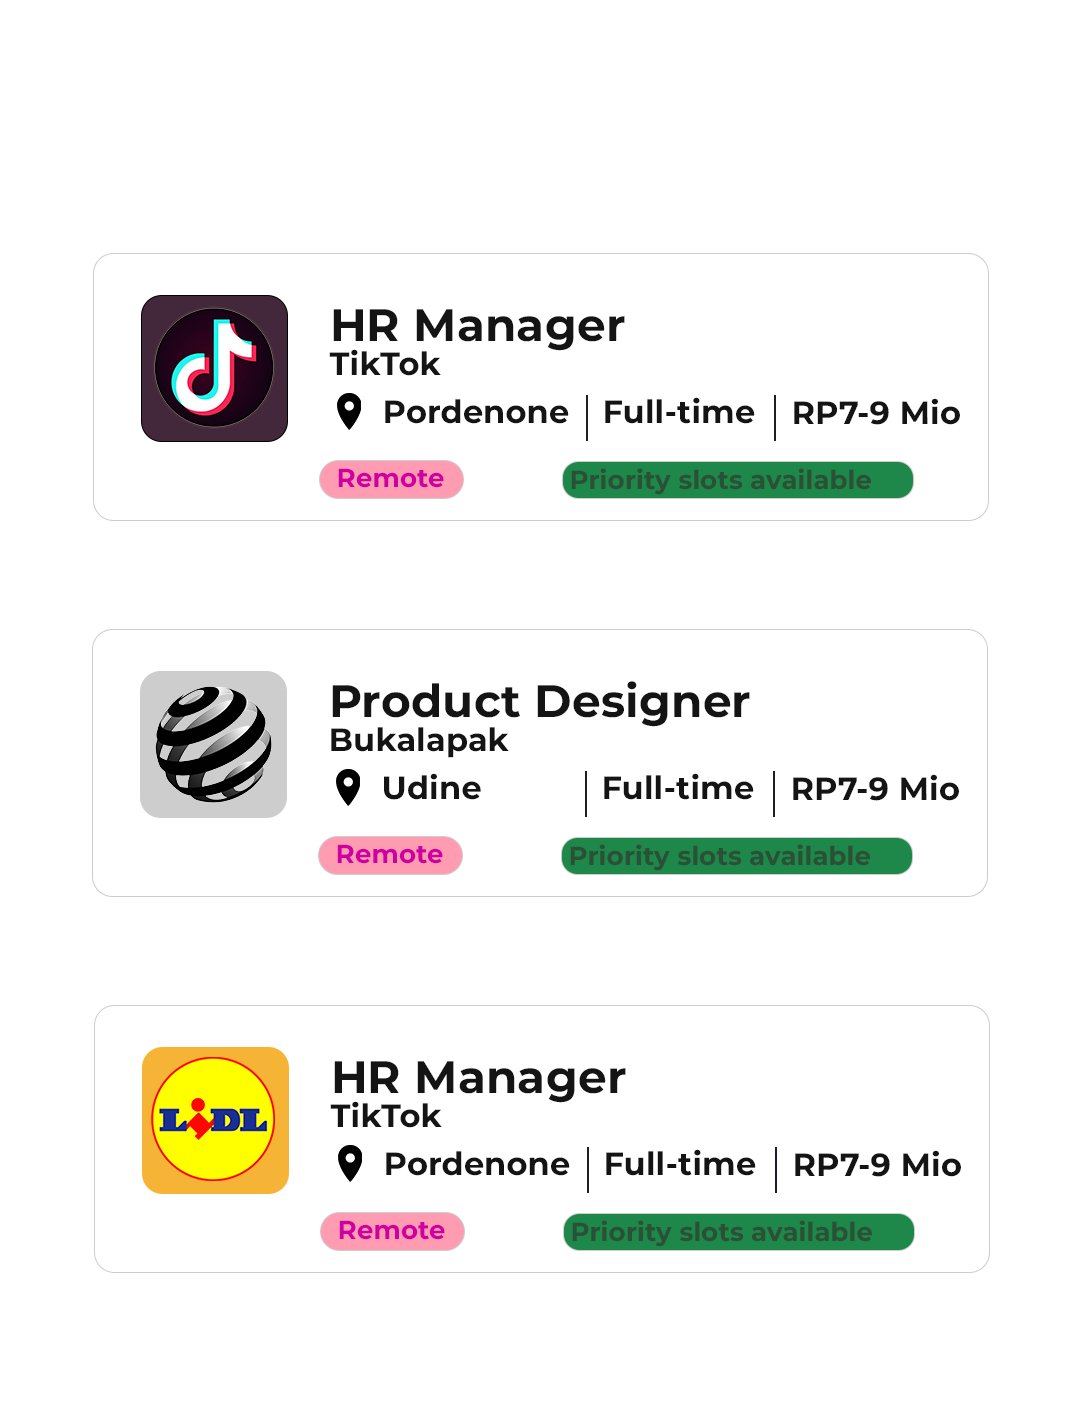 HR Manager
TikTok
Pordenone | Full-time | RP7-9 Mio
Remote Priority slots available
Product Designer
Bukalapak
Udine | Full-time | RP7-9 Mio
Remote Priority slots available
LIDL
HR Manager
TikTok
Pordenone | Full-time | RP7-9 Mio
Remote Priority slots available